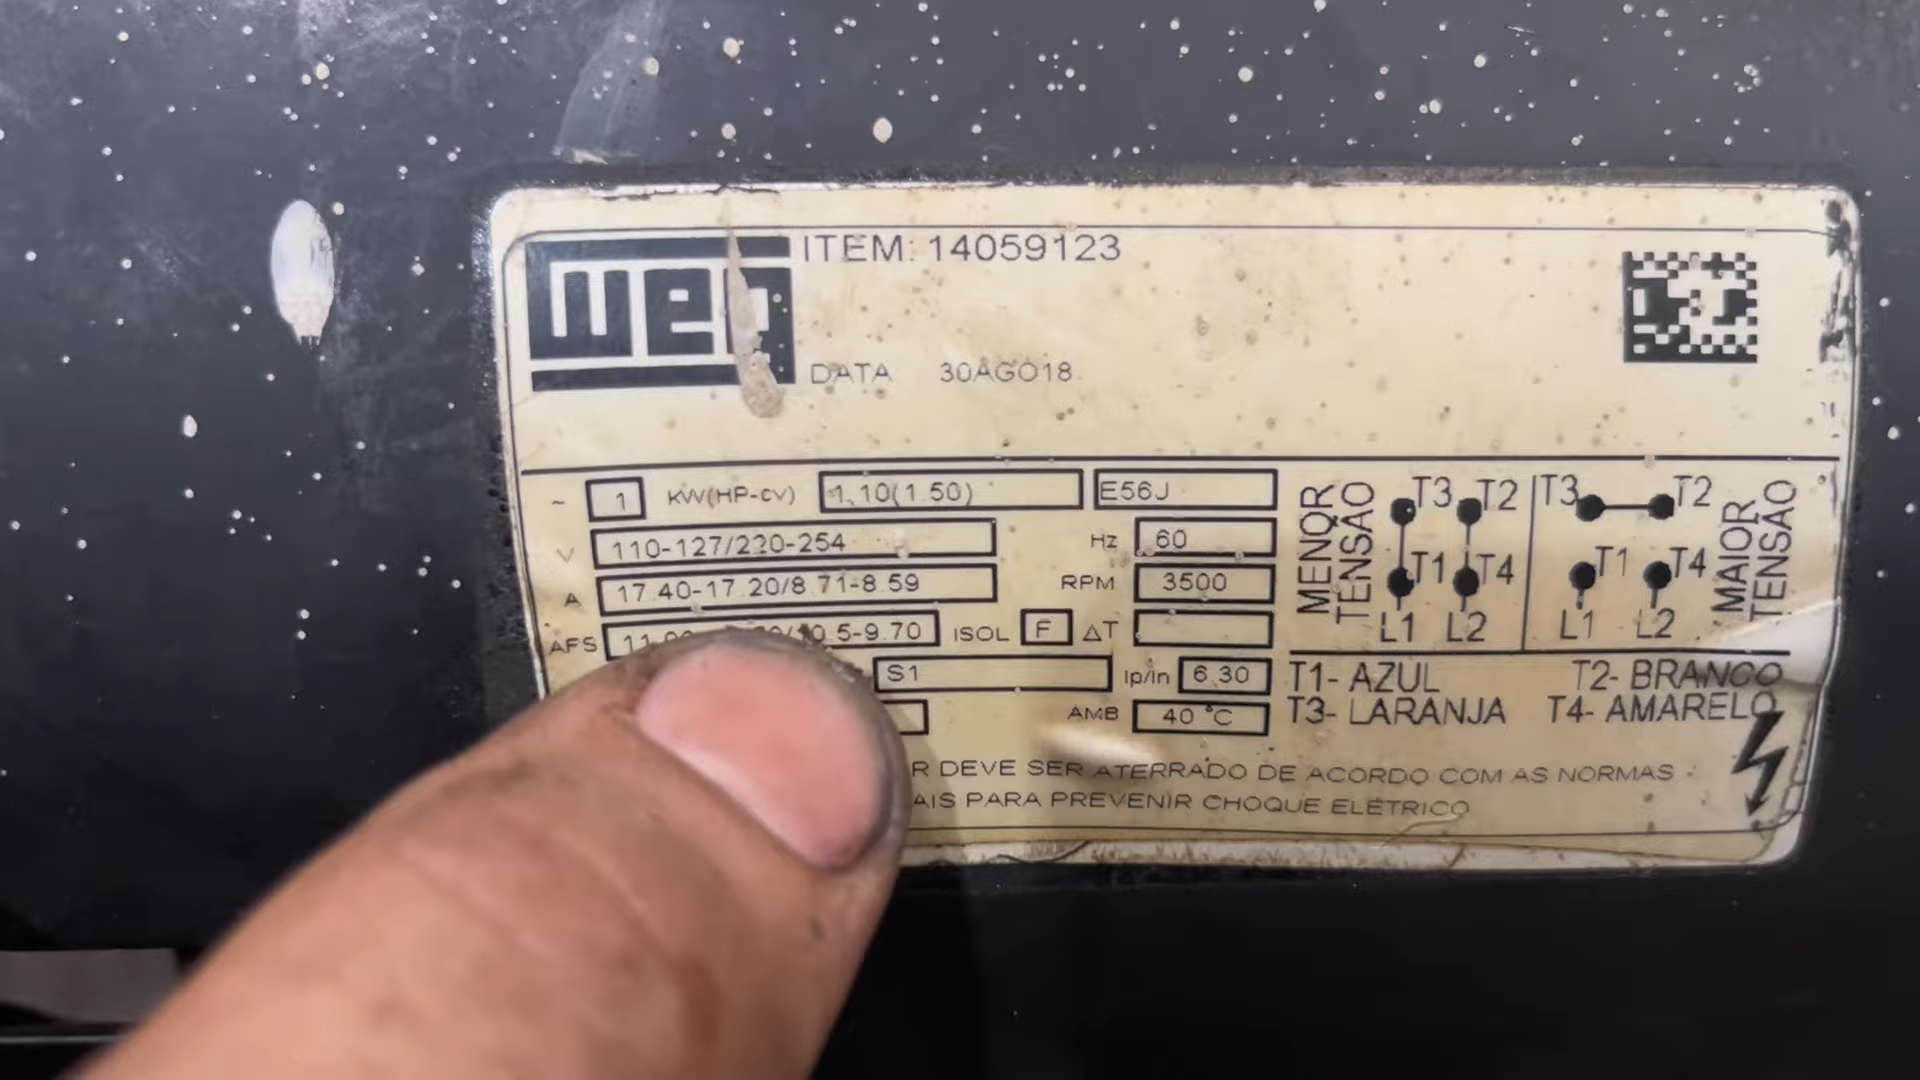 weg
ITEM: 14059123
DATA 30AGO18
~ 1 KW(HP-cv) 1,10(1.50) E56J
V 110-127/220-254 Hz 60
A 17.40-17.20/8.71-8.59 RPM 3500
AFS 10.5-9.70 ISOL F ΔT
S1 Ip/In 6.30
AMB 40 °C
MENOR TENSÃO
T3 T2
T1 T4
L1 L2
T3 T2
T1 T4
L1 L2
MAIOR TENSÃO
T1- AZUL T2- BRANCO
T3- LARANJA T4- AMARELO
DEVE SER ATERRADO DE ACORDO COM AS NORMAS
PARA PREVENIR CHOQUE ELÉTRICO